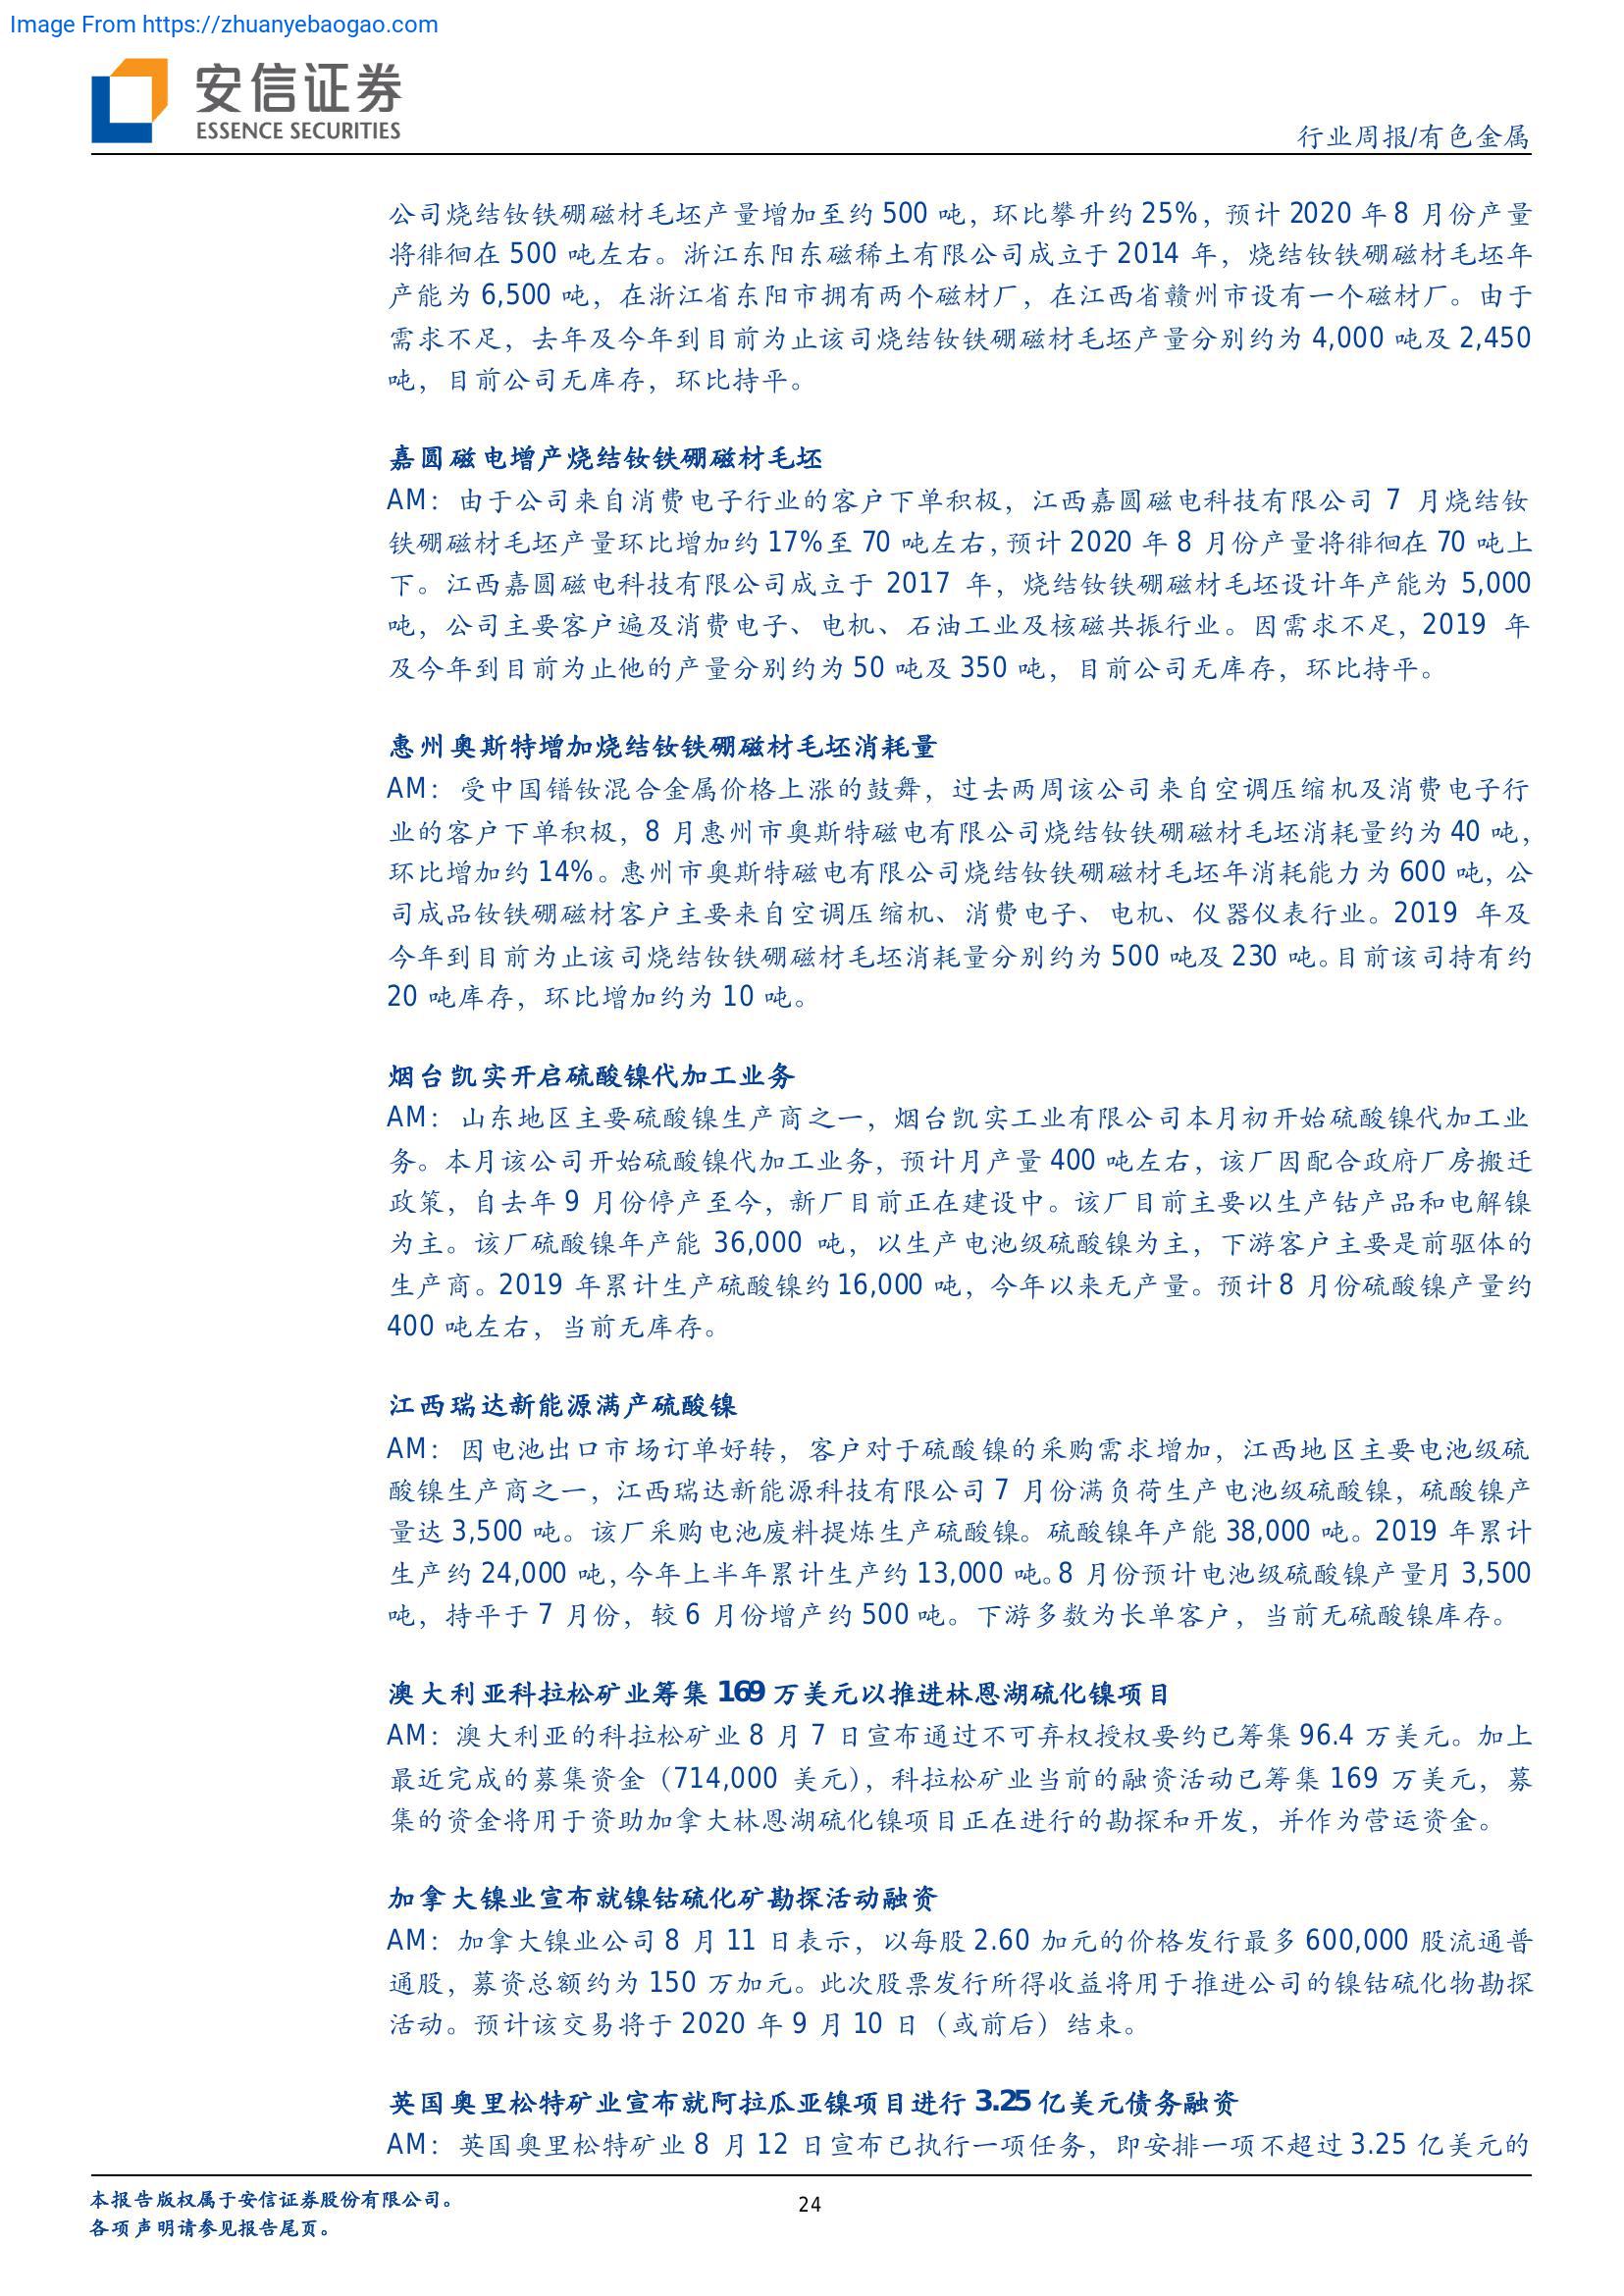 Image From https://zhuanyebaogao.com
安信证券
ESSENCE SECURITIES
行业周报/有色金属
公司烧结钕铁硼磁材毛坯产量增加至约 500 吨，环比攀升约 25%，预计 2020 年 8 月份产量
将徘徊在 500 吨左右。浙江东阳东磁稀土有限公司成立于 2014 年，烧结钕铁硼磁材毛坯年
产能为 6,500 吨，在浙江省东阳市拥有两个磁材厂，在江西省赣州市设有一个磁材厂。由于
需求不足，去年及今年到目前为止该司烧结钕铁硼磁材毛坯产量分别约为 4,000 吨及 2,450
吨，目前公司无库存，环比持平。
嘉圆磁电增产烧结钕铁硼磁材毛坯
AM：由于公司来自消费电子行业的客户下单积极，江西嘉圆磁电科技有限公司 7 月烧结钕
铁硼磁材毛坯产量环比增加约 17%至 70 吨左右，预计 2020 年 8 月份产量将徘徊在 70 吨上
下。江西嘉圆磁电科技有限公司成立于 2017 年，烧结钕铁硼磁材毛坯设计年产能为 5,000
吨，公司主要客户遍及消费电子、电机、石油工业及核磁共振行业。因需求不足，2019 年
及今年到目前为止他的产量分别约为 50 吨及 350 吨，目前公司无库存，环比持平。
惠州奥斯特增加烧结钕铁硼磁材毛坯消耗量
AM：受中国镨钕混合金属价格上涨的鼓舞，过去两周该公司来自空调压缩机及消费电子行
业的客户下单积极，8 月惠州市奥斯特磁电有限公司烧结钕铁硼磁材毛坯消耗量约为 40 吨，
环比增加约 14%。惠州市奥斯特磁电有限公司烧结钕铁硼磁材毛坯年消耗能力为 600 吨，公
司成品钕铁硼磁材客户主要来自空调压缩机、消费电子、电机、仪器仪表行业。2019 年及
今年到目前为止该司烧结钕铁硼磁材毛坯消耗量分别约为 500 吨及 230 吨。目前该司持有约
20 吨库存，环比增加约为 10 吨。
烟台凯实开启硫酸镍代加工业务
AM：山东地区主要硫酸镍生产商之一，烟台凯实工业有限公司本月初开始硫酸镍代加工业
务。本月该公司开始硫酸镍代加工业务，预计月产量 400 吨左右，该厂因配合政府厂房搬迁
政策，自去年 9 月份停产至今，新厂目前正在建设中。该厂目前主要以生产钴产品和电解镍
为主。该厂硫酸镍年产能 36,000 吨，以生产电池级硫酸镍为主，下游客户主要是前驱体的
生产商。2019 年累计生产硫酸镍约 16,000 吨，今年以来无产量。预计 8 月份硫酸镍产量约
400 吨左右，当前无库存。
江西瑞达新能源满产硫酸镍
AM：因电池出口市场订单好转，客户对于硫酸镍的采购需求增加，江西地区主要电池级硫
酸镍生产商之一，江西瑞达新能源科技有限公司 7 月份满负荷生产电池级硫酸镍，硫酸镍产
量达 3,500 吨。该厂采购电池废料提炼生产硫酸镍。硫酸镍年产能 38,000 吨。2019 年累计
生产约 24,000 吨，今年上半年累计生产约 13,000 吨。8 月份预计电池级硫酸镍产量月 3,500
吨，持平于 7 月份，较 6 月份增产约 500 吨。下游多数为长单客户，当前无硫酸镍库存。
澳大利亚科拉松矿业筹集 169 万美元以推进林恩湖硫化镍项目
AM：澳大利亚的科拉松矿业 8 月 7 日宣布通过不可弃权授权要约已筹集 96.4 万美元。加上
最近完成的募集资金（714,000 美元），科拉松矿业当前的融资活动已筹集 169 万美元，募
集的资金将用于资助加拿大林恩湖硫化镍项目正在进行的勘探和开发，并作为营运资金。
加拿大镍业宣布就镍钴硫化矿勘探活动融资
AM：加拿大镍业公司 8 月 11 日表示，以每股 2.60 加元的价格发行最多 600,000 股流通普
通股，募资总额约为 150 万加元。此次股票发行所得收益将用于推进公司的镍钴硫化物勘探
活动。预计该交易将于 2020 年 9 月 10 日（或前后）结束。
英国奥里松特矿业宣布就阿拉瓜亚镍项目进行 3.25 亿美元债务融资
AM：英国奥里松特矿业 8 月 12 日宣布已执行一项任务，即安排一项不超过 3.25 亿美元的
本报告版权属于安信证券股份有限公司。
24
各项声明请参见报告尾页。